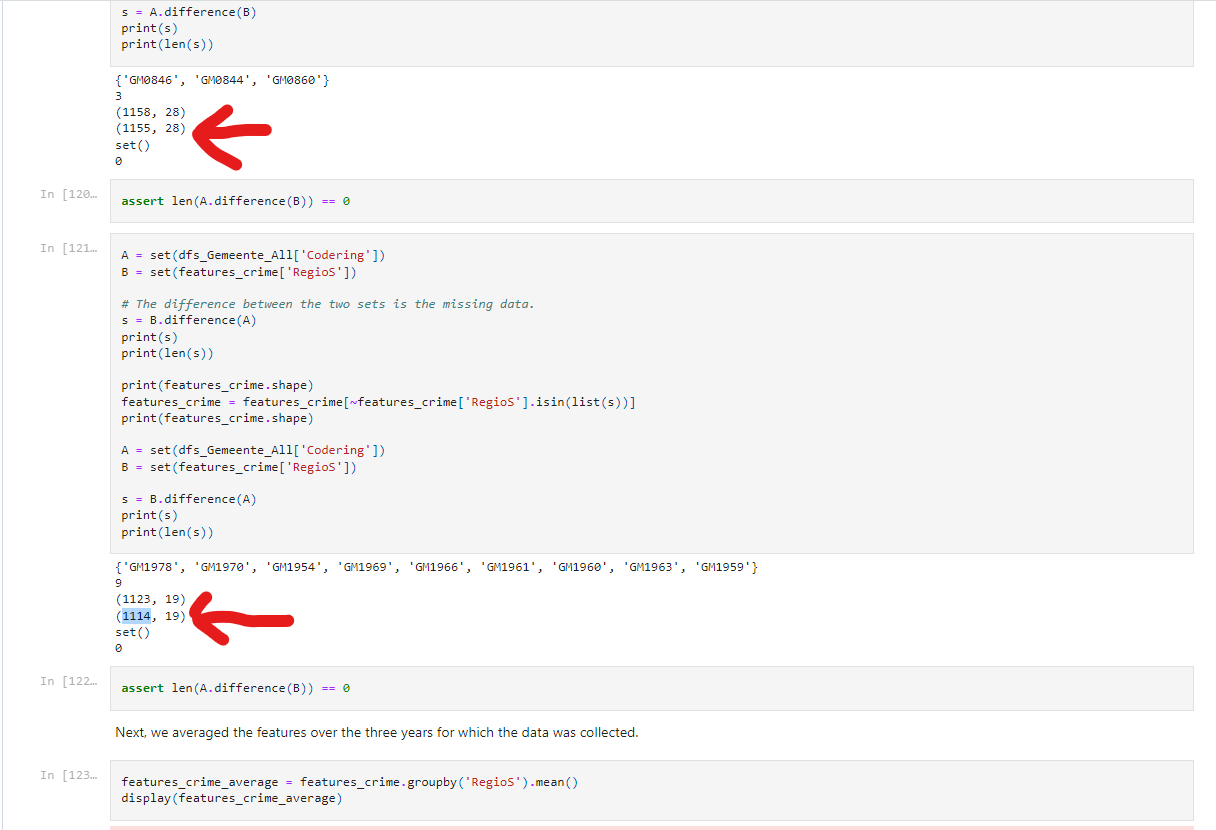 s = A.difference(B)
print(s)
print(len(s))
{'GM0846', 'GM0844', 'GM0860'}
3
(1158, 28)
(1155, 28)
set()
0
In [120…
assert len(A.difference(B)) == 0
In [121…
A = set(dfs_Gemeente_All['Codering'])
B = set(features_crime['RegioS'])
# The difference between the two sets is the missing data.
s = B.difference(A)
print(s)
print(len(s))
print(features_crime.shape)
features_crime = features_crime[~features_crime['RegioS'].isin(list(s))]
print(features_crime.shape)
A = set(dfs_Gemeente_All['Codering'])
B = set(features_crime['RegioS'])
s = B.difference(A)
print(s)
print(len(s))
{'GM1978', 'GM1970', 'GM1954', 'GM1969', 'GM1966', 'GM1961', 'GM1960', 'GM1963', 'GM1959'}
9
(1123, 19)
(1114, 19)
set()
0
In [122…
assert len(A.difference(B)) == 0
Next, we averaged the features over the three years for which the data was collected.
In [123…
features_crime_average = features_crime.groupby('RegioS').mean()
display(features_crime_average)